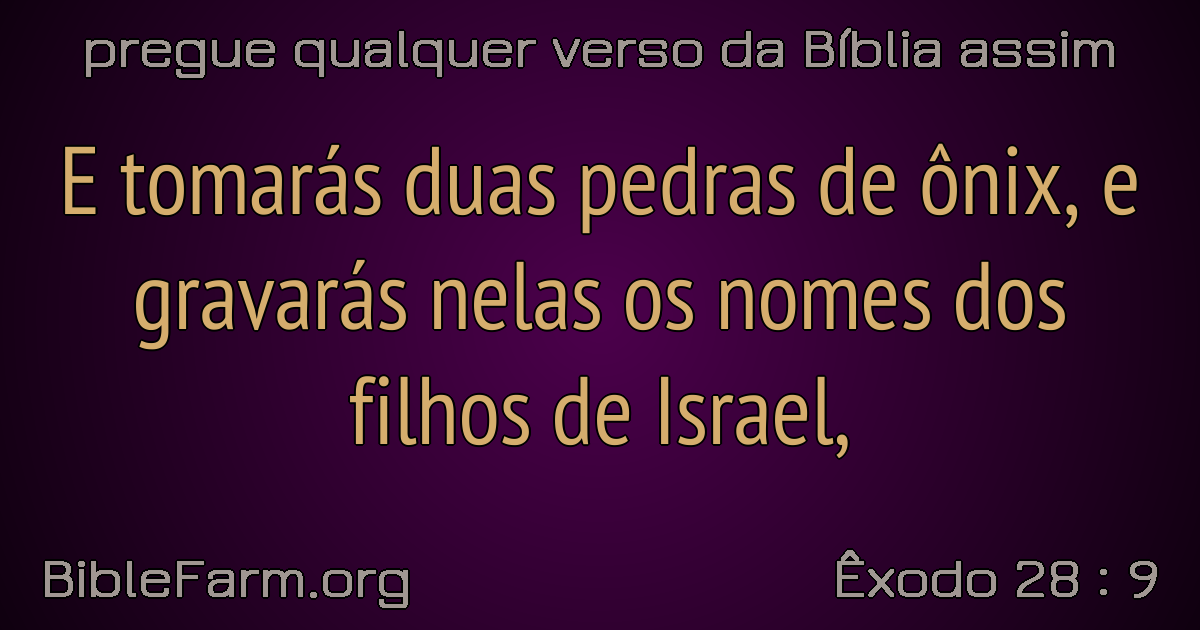 pregue qualquer verso da Bíblia assim
E tomarás duas pedras de ônix, e
gravarás nelas os nomes dos
filhos de Israel,
BibleFarm.org
Êxodo 28 : 9